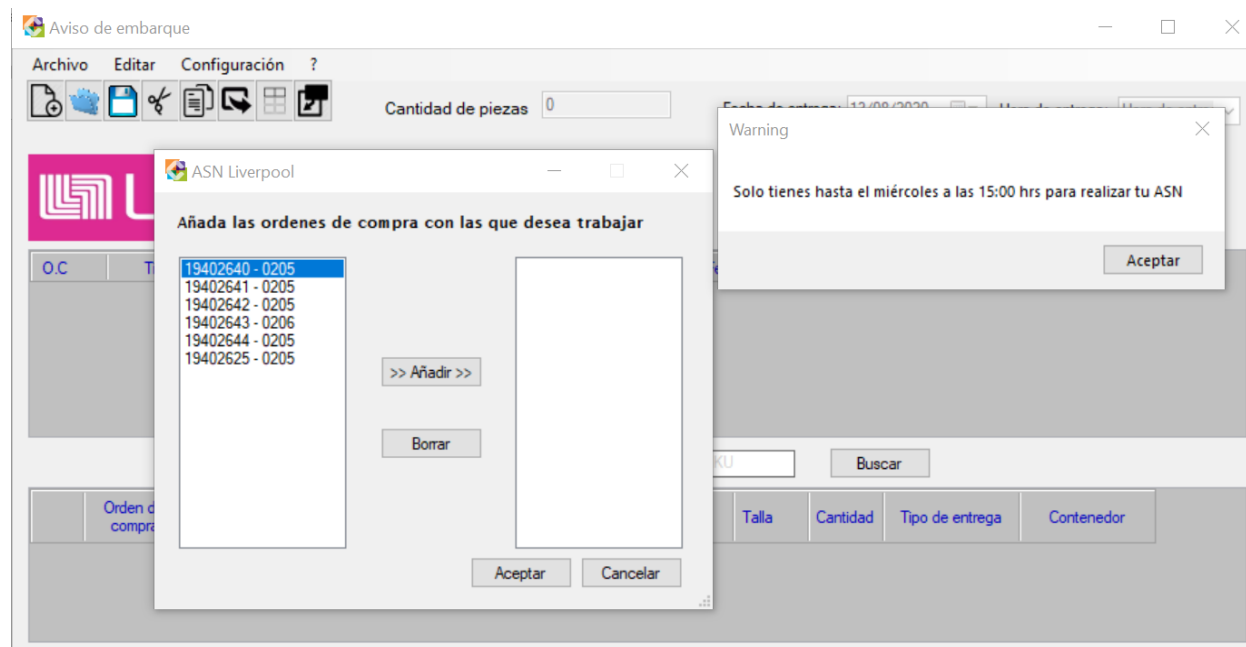 Aviso de embarque
Archivo Editar Configuración ?
Cantidad de piezas 0
Warning
Solo tienes hasta el miércoles a las 15:00 hrs para realizar tu ASN
Aceptar
L
ASN Liverpool
Añada las ordenes de compra con las que desea trabajar
19402640 - 0205
19402641 - 0205
19402642 - 0205
19402643 - 0206
19402644 - 0205
19402625 - 0205
>> Añadir >>
Borrar
Aceptar Cancelar
O.C
Buscar
Orden
Talla Cantidad Tipo de entrega Contenedor